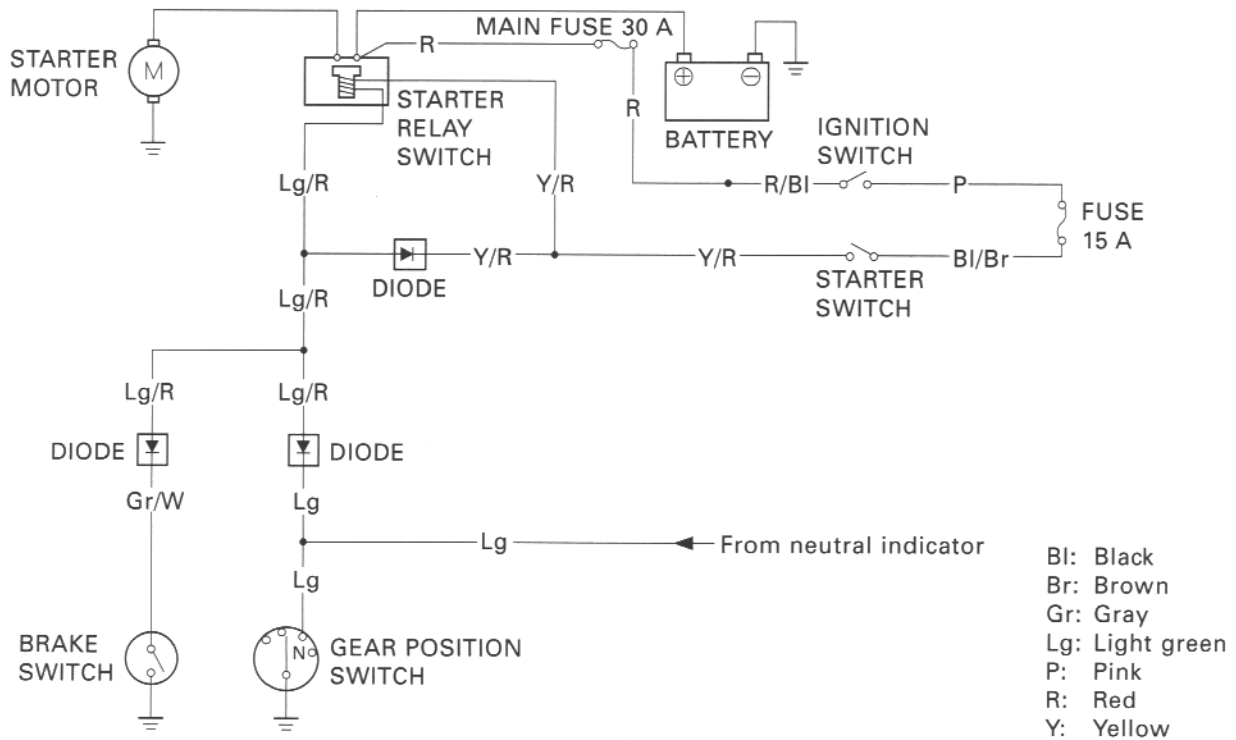 MAIN FUSE 30 A
STARTER
MOTOR
M
R
STARTER
RELAY
SWITCH
R
BATTERY
IGNITION
SWITCH
Lg/R
Y/R
R/Bl
P
FUSE
15 A
Y/R
Y/R
Bl/Br
DIODE
STARTER
SWITCH
Lg/R
Lg/R
Lg/R
DIODE
DIODE
Gr/W
Lg
Lg
From neutral indicator
Lg
BRAKE
SWITCH
N
GEAR POSITION
SWITCH
Bl: Black
Br: Brown
Gr: Gray
Lg: Light green
P: Pink
R: Red
Y: Yellow